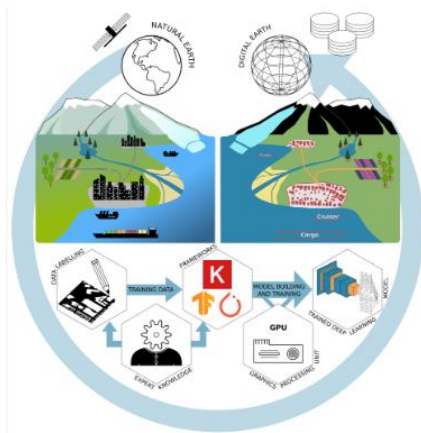 NATURAL EARTH
DIGITAL EARTH
Cruiser
Cargo
DATA LABELLING
TRAINING DATA
FRAMEWORKS
K
MODEL BUILDING
AND TRAINING
TRAINED DEEP LEARNING MODEL
EXPERT KNOWLEDGE
GPU
GRAPHICS PROCESSING UNIT